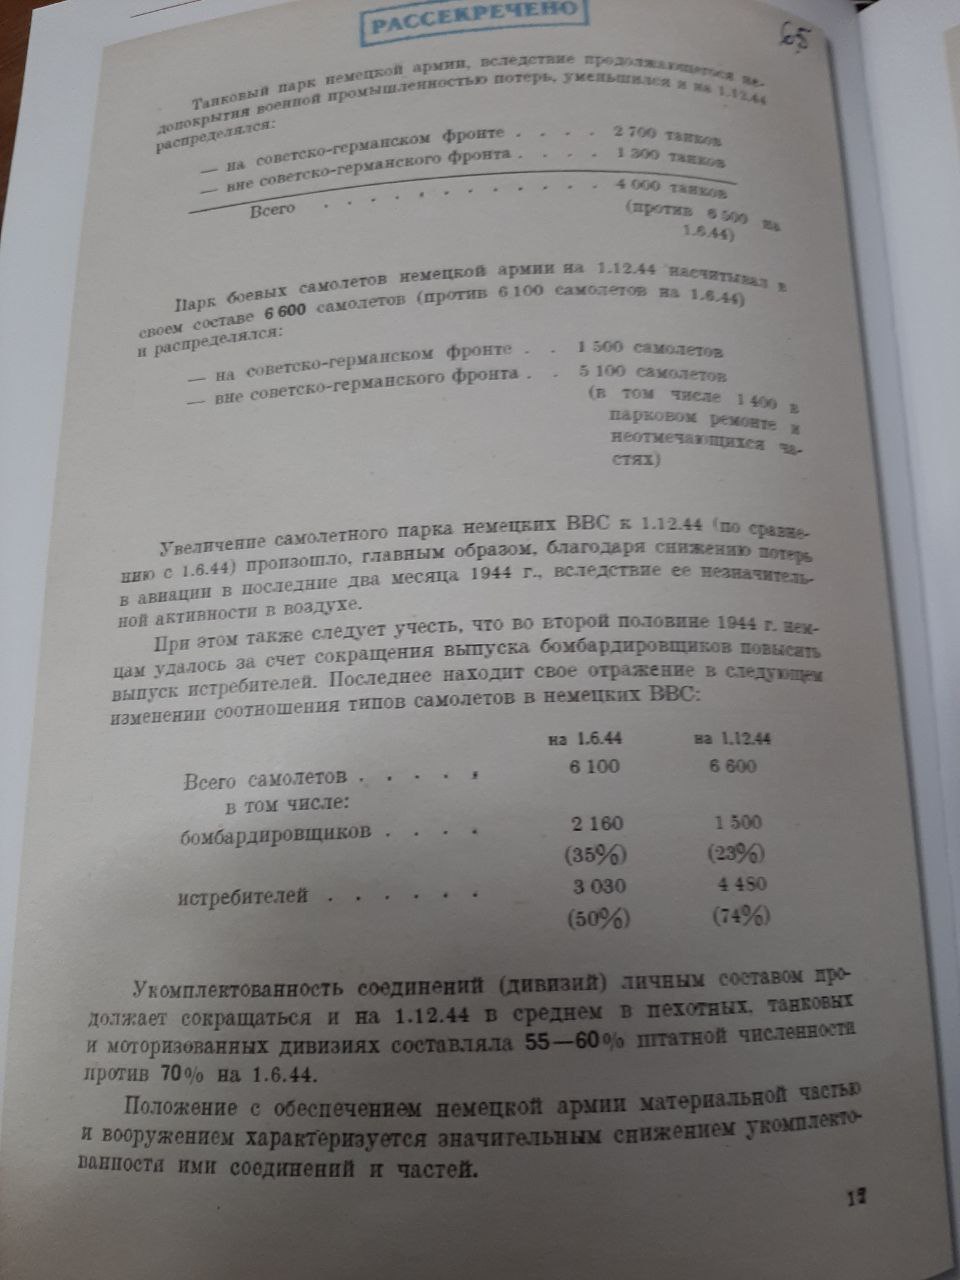 РАССЕКРЕЧЕНО
65
Танковый парк немецкой армии, вследствие продолжающегося не-
допокрытия военной промышленностью потерь, уменьшился и на 1.12.44
распределялся:
— на советско-германском фронте . . . . 2 700 танков
— вне советско-германского фронта . . . . 1 300 танков
Всего . . . . . . . . . . . . 4 000 танков
(против 6 500 на
1.6.44)
Парк боевых самолетов немецкой армии на 1.12.44 насчитывал в
своем составе 6 600 самолетов (против 6 100 самолетов на 1.6.44)
и распределялся:
— на советско-германском фронте . . 1 500 самолетов
— вне советско-германского фронта . . 5 100 самолетов
(в том числе 1 400 в
парковом ремонте и
неотмечающихся ча-
стях)
Увеличение самолетного парка немецких ВВС к 1.12.44 (по сравне-
нию с 1.6.44) произошло, главным образом, благодаря снижению потерь
в авиации в последние два месяца 1944 г., вследствие ее незначитель-
ной активности в воздухе.
При этом также следует учесть, что во второй половине 1944 г. нем-
цам удалось за счет сокращения выпуска бомбардировщиков повысить
выпуск истребителей. Последнее находит свое отражение в следующем
изменении соотношения типов самолетов в немецких ВВС:
на 1.6.44 на 1.12.44
Всего самолетов . . . . . 6 100 6 600
в том числе:
бомбардировщиков . . . . 2 160 1 500
(35%) (23%)
истребителей . . . . . . 3 030 4 480
(50%) (74%)
Укомплектованность соединений (дивизий) личным составом про-
должает сокращаться и на 1.12.44 в среднем в пехотных, танковых
и моторизованных дивизиях составляла 55—60% штатной численности
против 70% на 1.6.44.
Положение с обеспечением немецкой армии материальной частью
и вооружением характеризуется значительным снижением укомплекто-
ванности ими соединений и частей.
17